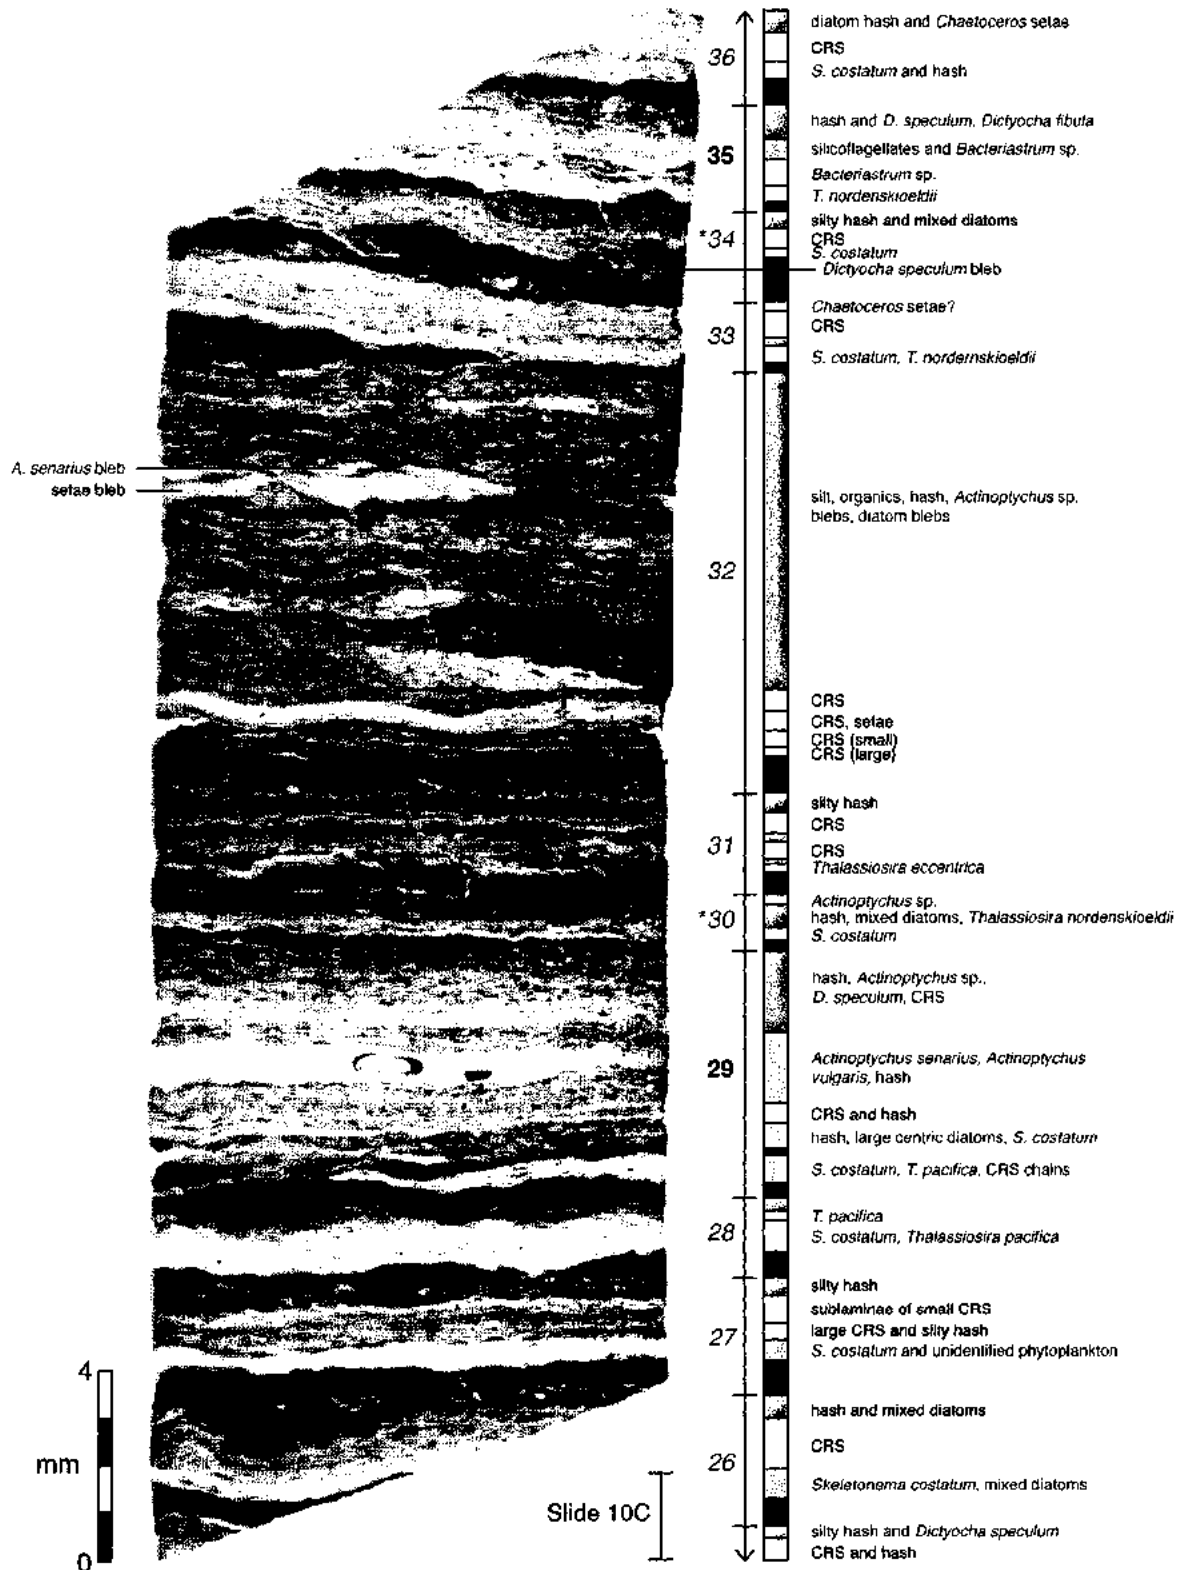 diatom hash and Chaetoceros setae
36
CRS
S. costatum and hash
hash and D. speculum, Dictyocha fibula
35
silicoflagellates and Bacteriastrum sp.
Bacteriastrum sp.
T. nordenskioeldii
silty hash and mixed diatoms
*34
CRS
S. costatum
Dictyocha speculum bleb
Chaetoceros setae?
33
CRS
S. costatum, T. nordernskioeldii
A. senarius bleb
setae bleb
silt, organics, hash, Actinoptychus sp.
blebs, diatom blebs
32
CRS
CRS, setae
CRS (small)
CRS (large)
silty hash
CRS
31
CRS
Thalassiosira eccentrica
Actinoptychus sp.
*30
hash, mixed diatoms, Thalassiosira nordenskioeldii
S. costatum
hash, Actinoptychus sp.,
D. speculum, CRS
29
Actinoptychus senarius, Actinoptychus
vulgaris, hash
CRS and hash
hash, large centric diatoms, S. costatum
S. costatum, T. pacifica, CRS chains
T. pacifica
28
S. costatum, Thalassiosira pacifica
silty hash
sublaminae of small CRS
large CRS and silty hash
27
S. costatum and unidentified phytoplankton
4
mm
0
hash and mixed diatoms
CRS
26
Skeletonema costatum, mixed diatoms
Slide 10C
silty hash and Dictyocha speculum
CRS and hash